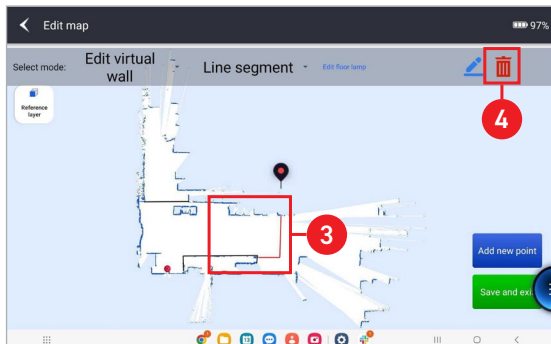 Edit map
97%
Select mode:
Edit virtual
wall
Line segment
Edit floor lamp
Reference
layer
4
3
Add new point
Save and exi
13